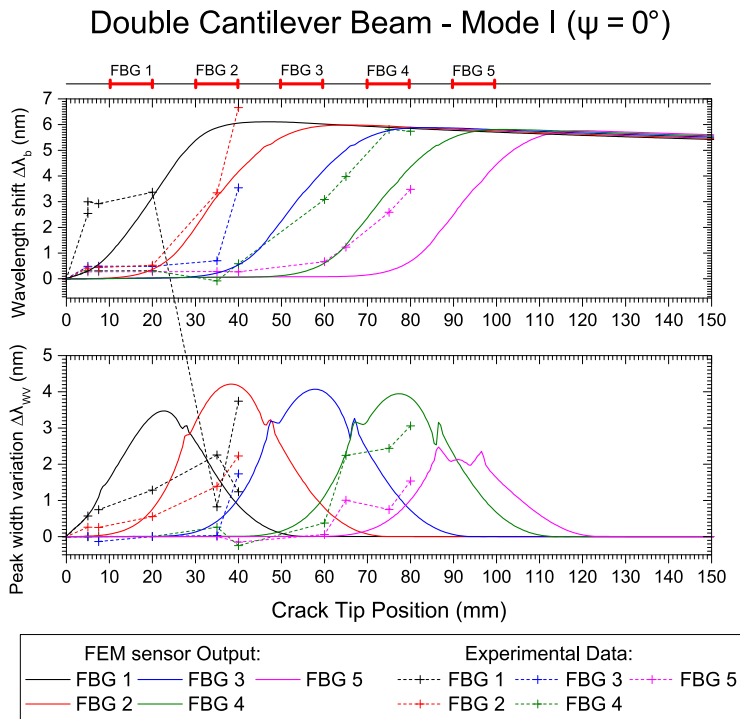 Double Cantilever Beam - Mode I (ψ = 0°)
FBG 1 FBG 2 FBG 3 FBG 4 FBG 5
Wavelength shift Δλb (nm)
7
6
5
4
3
2
1
0
0 10 20 30 40 50 60 70 80 90 100 110 120 130 140 150
Peak width variation ΔλWV (nm)
5
4
3
2
1
0
0 10 20 30 40 50 60 70 80 90 100 110 120 130 140 150
Crack Tip Position (mm)
FEM sensor Output: Experimental Data:
FBG 1 FBG 3 FBG 5 FBG 1 FBG 3 FBG 5
FBG 2 FBG 4 FBG 2 FBG 4